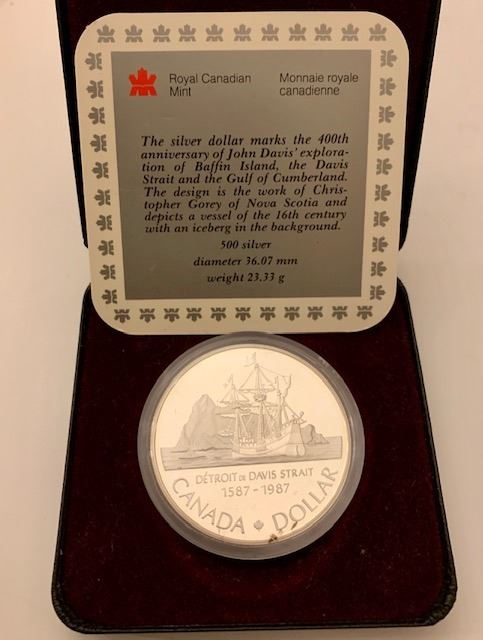 Royal Canadian
Mint
Monnaie royale
canadienne
The silver dollar marks the 400th
anniversary of John Davis' explora-
tion of Baffin Island, the Davis
Strait and the Gulf of Cumberland.
The design is the work of Chris-
topher Gorey of Nova Scotia and
depicts a vessel of the 16th century
with an iceberg in the background.
500 silver
diameter 36.07 mm
weight 23.33 g
DÉTROIT DE DAVIS STRAIT
1587-1987
CANADA DOLLAR